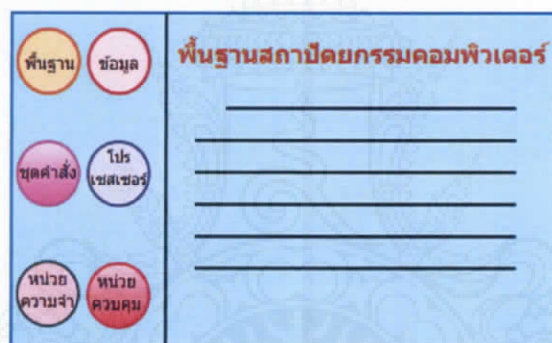 พื้นฐาน
ข้อมูล
พื้นฐานสถาปัตยกรรมคอมพิวเตอร์
ชุดคำสั่ง
โปร
เซสเซอร์
หน่วย
ความจำ
หน่วย
ควบคุม